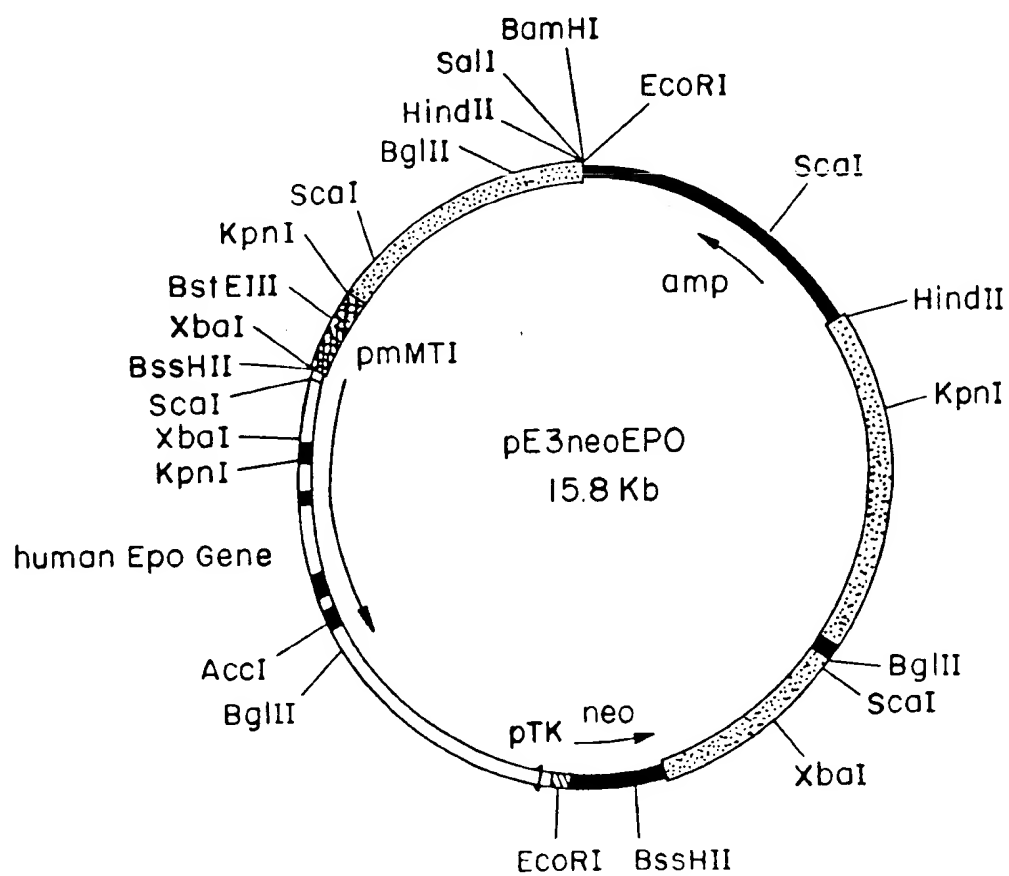 BamHI
SalI
EcoRI
HindII
BglII
ScaI
ScaI
KpnI
amp
BstEIII
HindII
XbaI
pmMTI
BssHII
KpnI
ScaI
XbaI
pE3neoEPO
KpnI
15.8 Kb
human Epo Gene
AccI
BglII
BglII
ScaI
neo
pTK
XbaI
EcoRI
BssHII